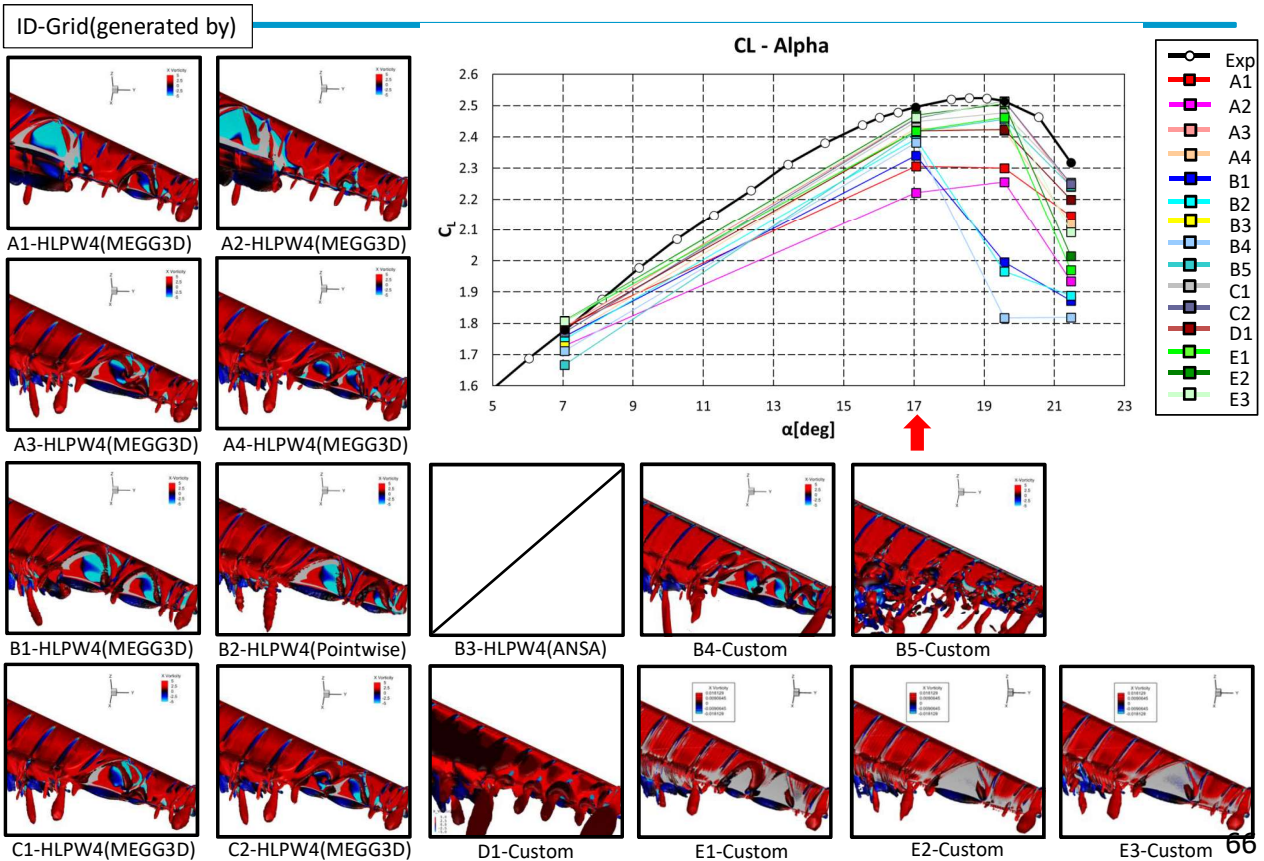 ID-Grid(generated by)
CL - Alpha
2.6
2.5
2.4
2.3
2.2
2.1
2
1.9
1.8
1.7
1.6
CL
5
7
9
11
13
15
17
19
21
23
α[deg]
Exp
A1
A2
A3
A4
B1
B2
B3
B4
B5
C1
C2
D1
E1
E2
E3
A1-HLPW4(MEGG3D)
A2-HLPW4(MEGG3D)
A3-HLPW4(MEGG3D)
A4-HLPW4(MEGG3D)
B1-HLPW4(MEGG3D)
B2-HLPW4(Pointwise)
B3-HLPW4(ANSA)
B4-Custom
B5-Custom
C1-HLPW4(MEGG3D)
C2-HLPW4(MEGG3D)
D1-Custom
E1-Custom
E2-Custom
E3-Custom
66